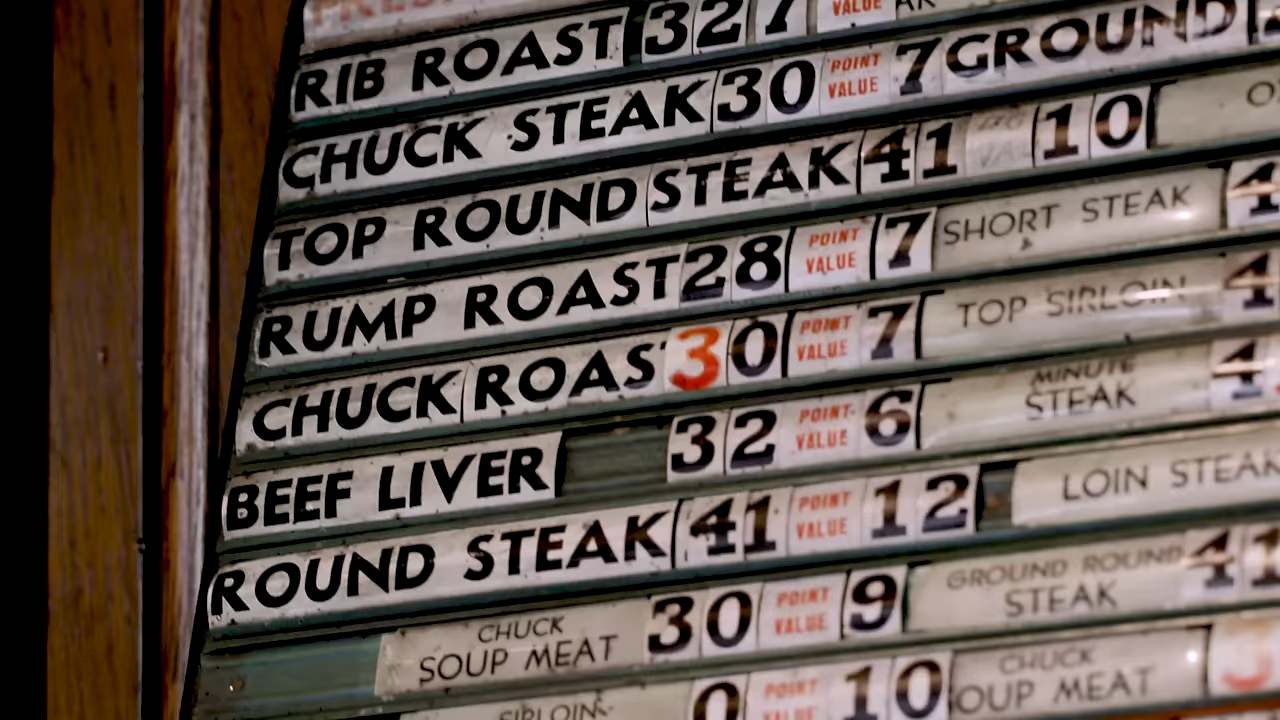 RIB ROAST 32 7 VALUE
CHUCK STEAK 30 POINT VALUE 7 GROUND
TOP ROUND STEAK 41 10
RUMP ROAST 28 POINT VALUE 7 SHORT STEAK 4
CHUCK ROAST 30 POINT VALUE 7 TOP SIRLOIN 4
BEEF LIVER 32 POINT VALUE 6 MINUTE STEAK 4
ROUND STEAK 41 POINT VALUE 12 LOIN STEAK
CHUCK SOUP MEAT 30 POINT VALUE 9 GROUND ROUND STEAK 41
SIRLOIN 0 POINT VALUE 10 CHUCK SOUP MEAT